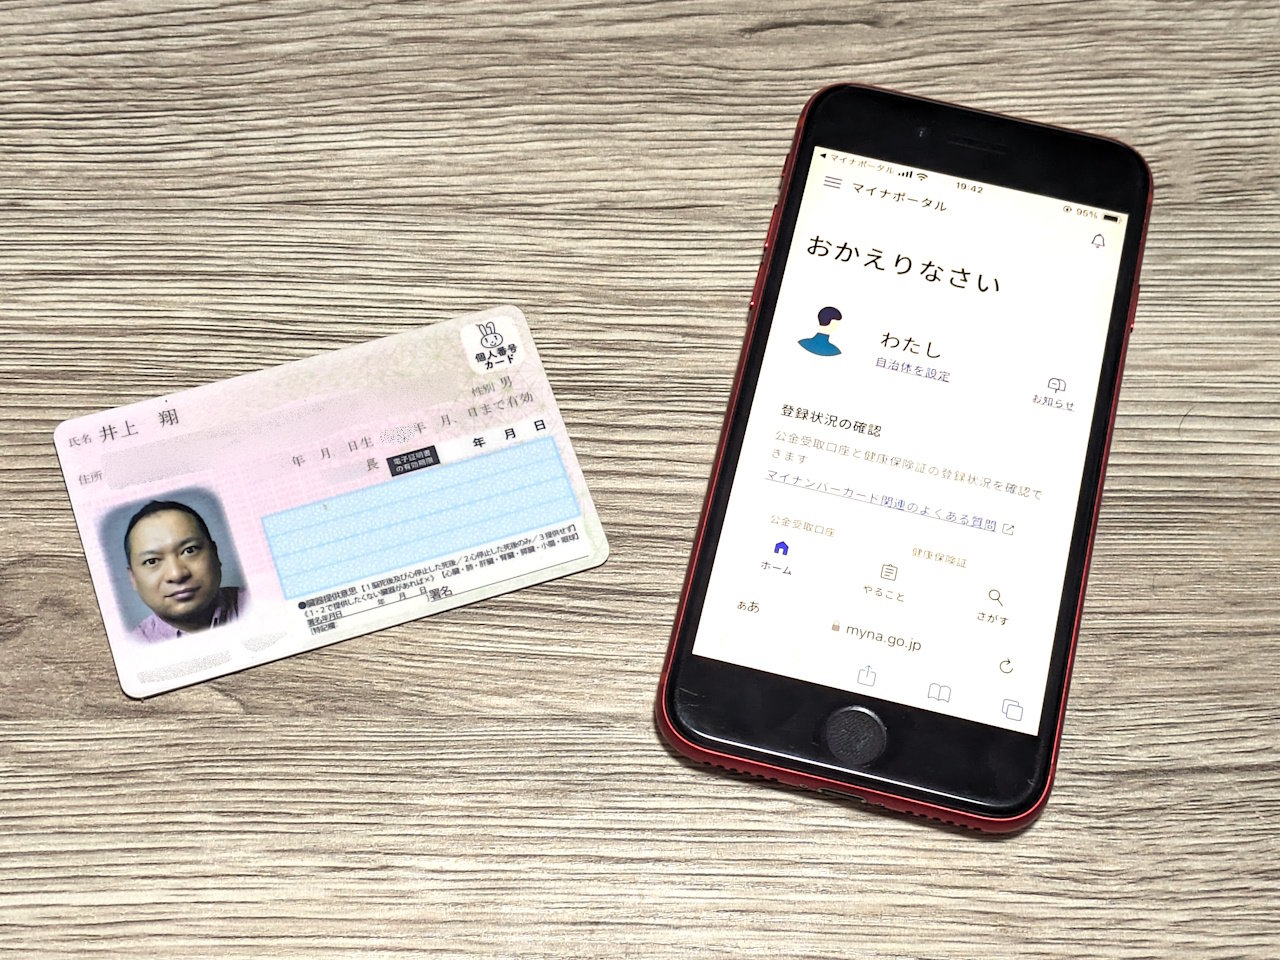 個人番号
カード
氏名 井上 翔
性別 男
住所
年 月 日生
年 月 日まで有効
長
電子証明書
の有効期限
年 月 日
●臓器提供意思【1脳死後及び心停止した死後/2心停止した死後のみ/3提供せず】
《1・2で提供したくない臓器があれば×》【心臓・肺・肝臓・腎臓・膵臓・小腸・眼球】
署名年月日 年 月 日 署名
[特記欄:
マイナポータル
19:42
95%
マイナポータル
おかえりなさい
わたし
自治体を設定
お知らせ
登録状況の確認
公金受取口座と健康保険証の登録状況を確認で
きます
マイナンバーカード関連のよくある質問
公金受取口座
健康保険証
ホーム
やること
さがす
ぁあ
myna.go.jp